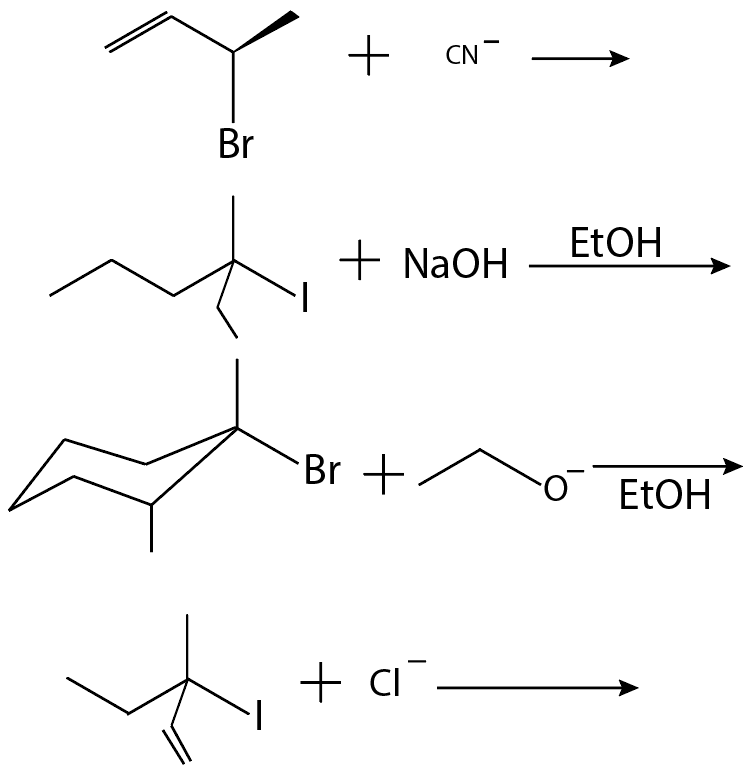 + CN⁻
Br
I + NaOH EtOH
Br + O⁻ EtOH
I + Cl⁻